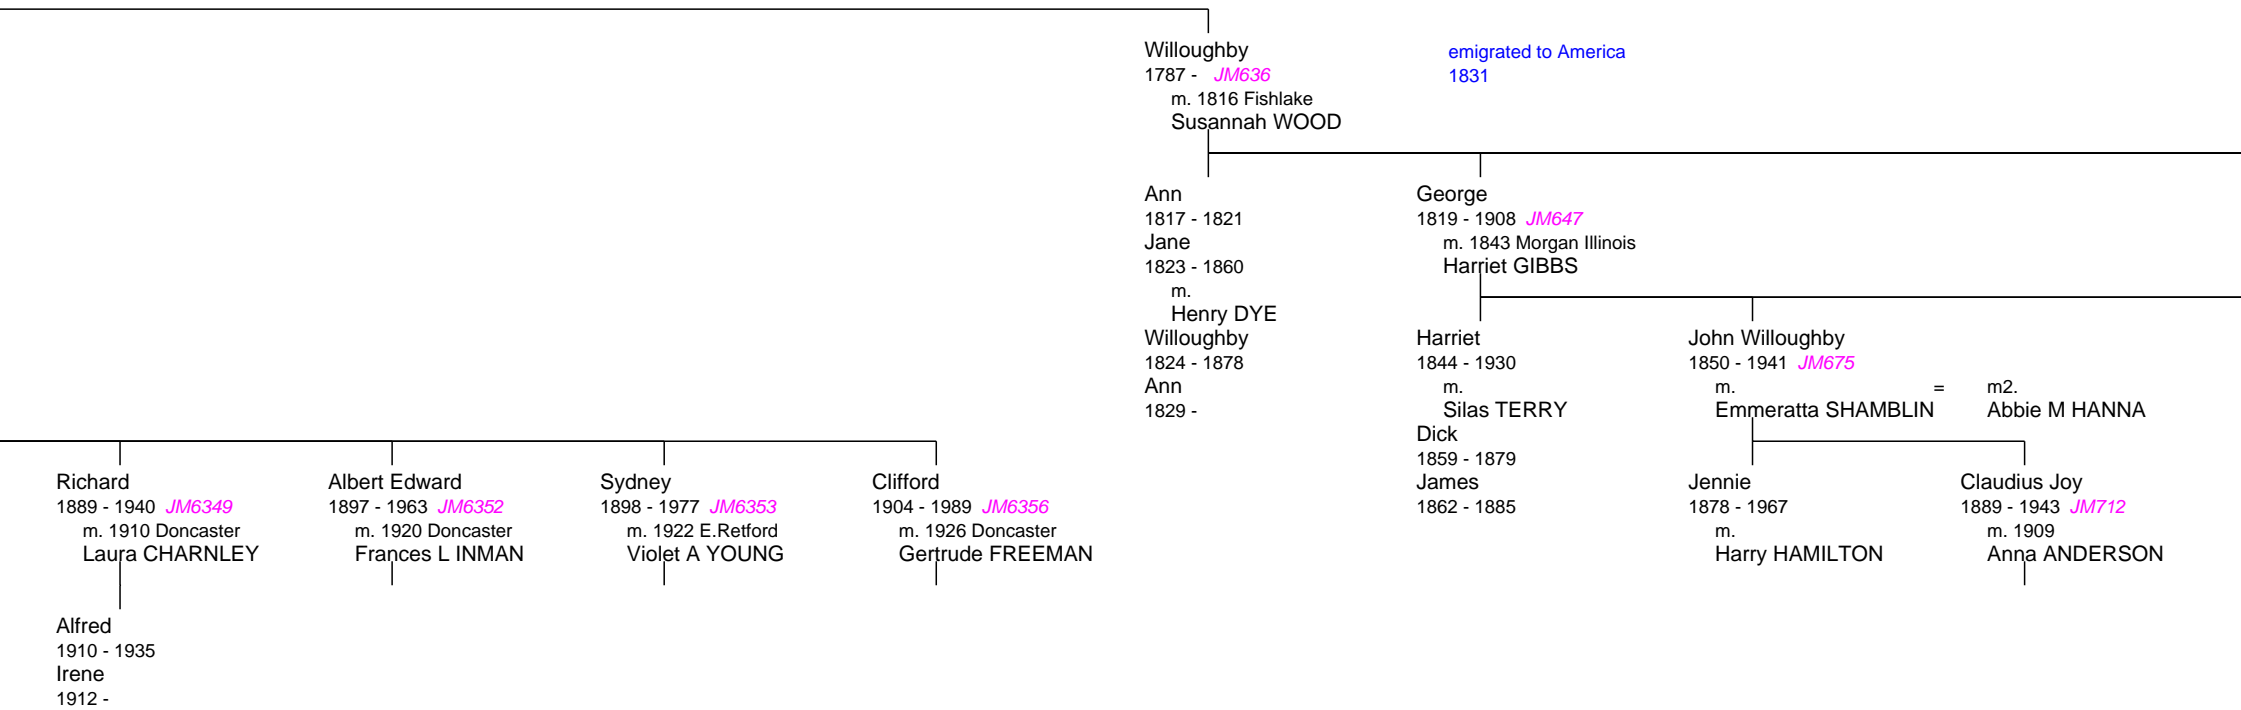 Willoughby
1787 - JM636
m. 1816 Fishlake
Susannah WOOD
emigrated to America
1831
Ann
1817 - 1821
Jane
1823 - 1860
m.
Henry DYE
Willoughby
1824 - 1878
Ann
1829 -
George
1819 - 1908 JM647
m. 1843 Morgan Illinois
Harriet GIBBS
Harriet
1844 - 1930
m.
Silas TERRY
Dick
1859 - 1879
James
1862 - 1885
John Willoughby
1850 - 1941 JM675
m. = m2.
Emmeratta SHAMBLIN Abbie M HANNA
Richard
1889 - 1940 JM6349
m. 1910 Doncaster
Laura CHARNLEY
Albert Edward
1897 - 1963 JM6352
m. 1920 Doncaster
Frances L INMAN
Sydney
1898 - 1977 JM6353
m. 1922 E.Retford
Violet A YOUNG
Clifford
1904 - 1989 JM6356
m. 1926 Doncaster
Gertrude FREEMAN
Jennie
1878 - 1967
m.
Harry HAMILTON
Claudius Joy
1889 - 1943 JM712
m. 1909
Anna ANDERSON
Alfred
1910 - 1935
Irene
1912 -